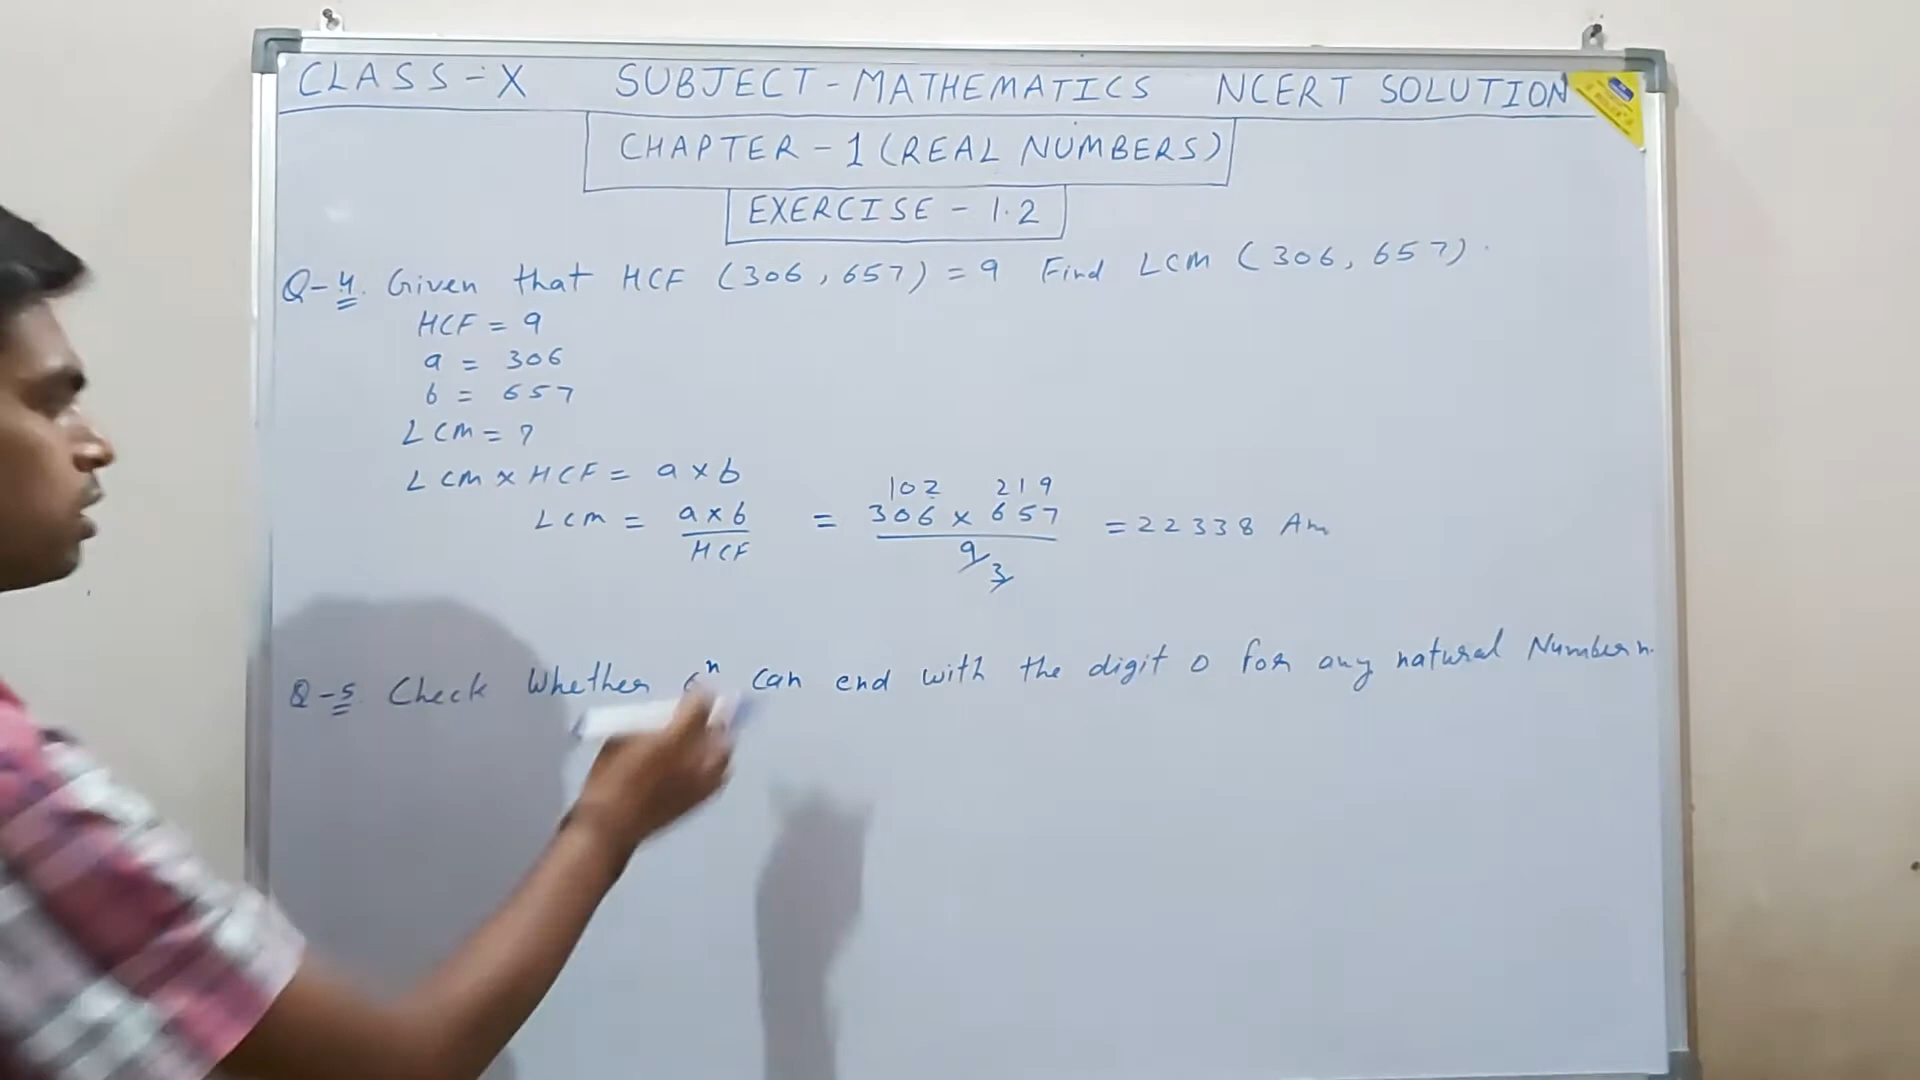 CLASS-X SUBJECT-MATHEMATICS NCERT SOLUTION
CHAPTER-1 (REAL NUMBERS)
EXERCISE-1.2
Q-4. Given that HCF (306, 657) = 9 Find LCM (306, 657).
HCF = 9
a = 306
b = 657
LCM = ?
LCM × HCF = a × b
102 219
LCM = a × b = 306 × 657 = 22338 Ans
HCF 9
3
Q-5. Check Whether 6ⁿ can end with the digit 0 for any natural Number n.